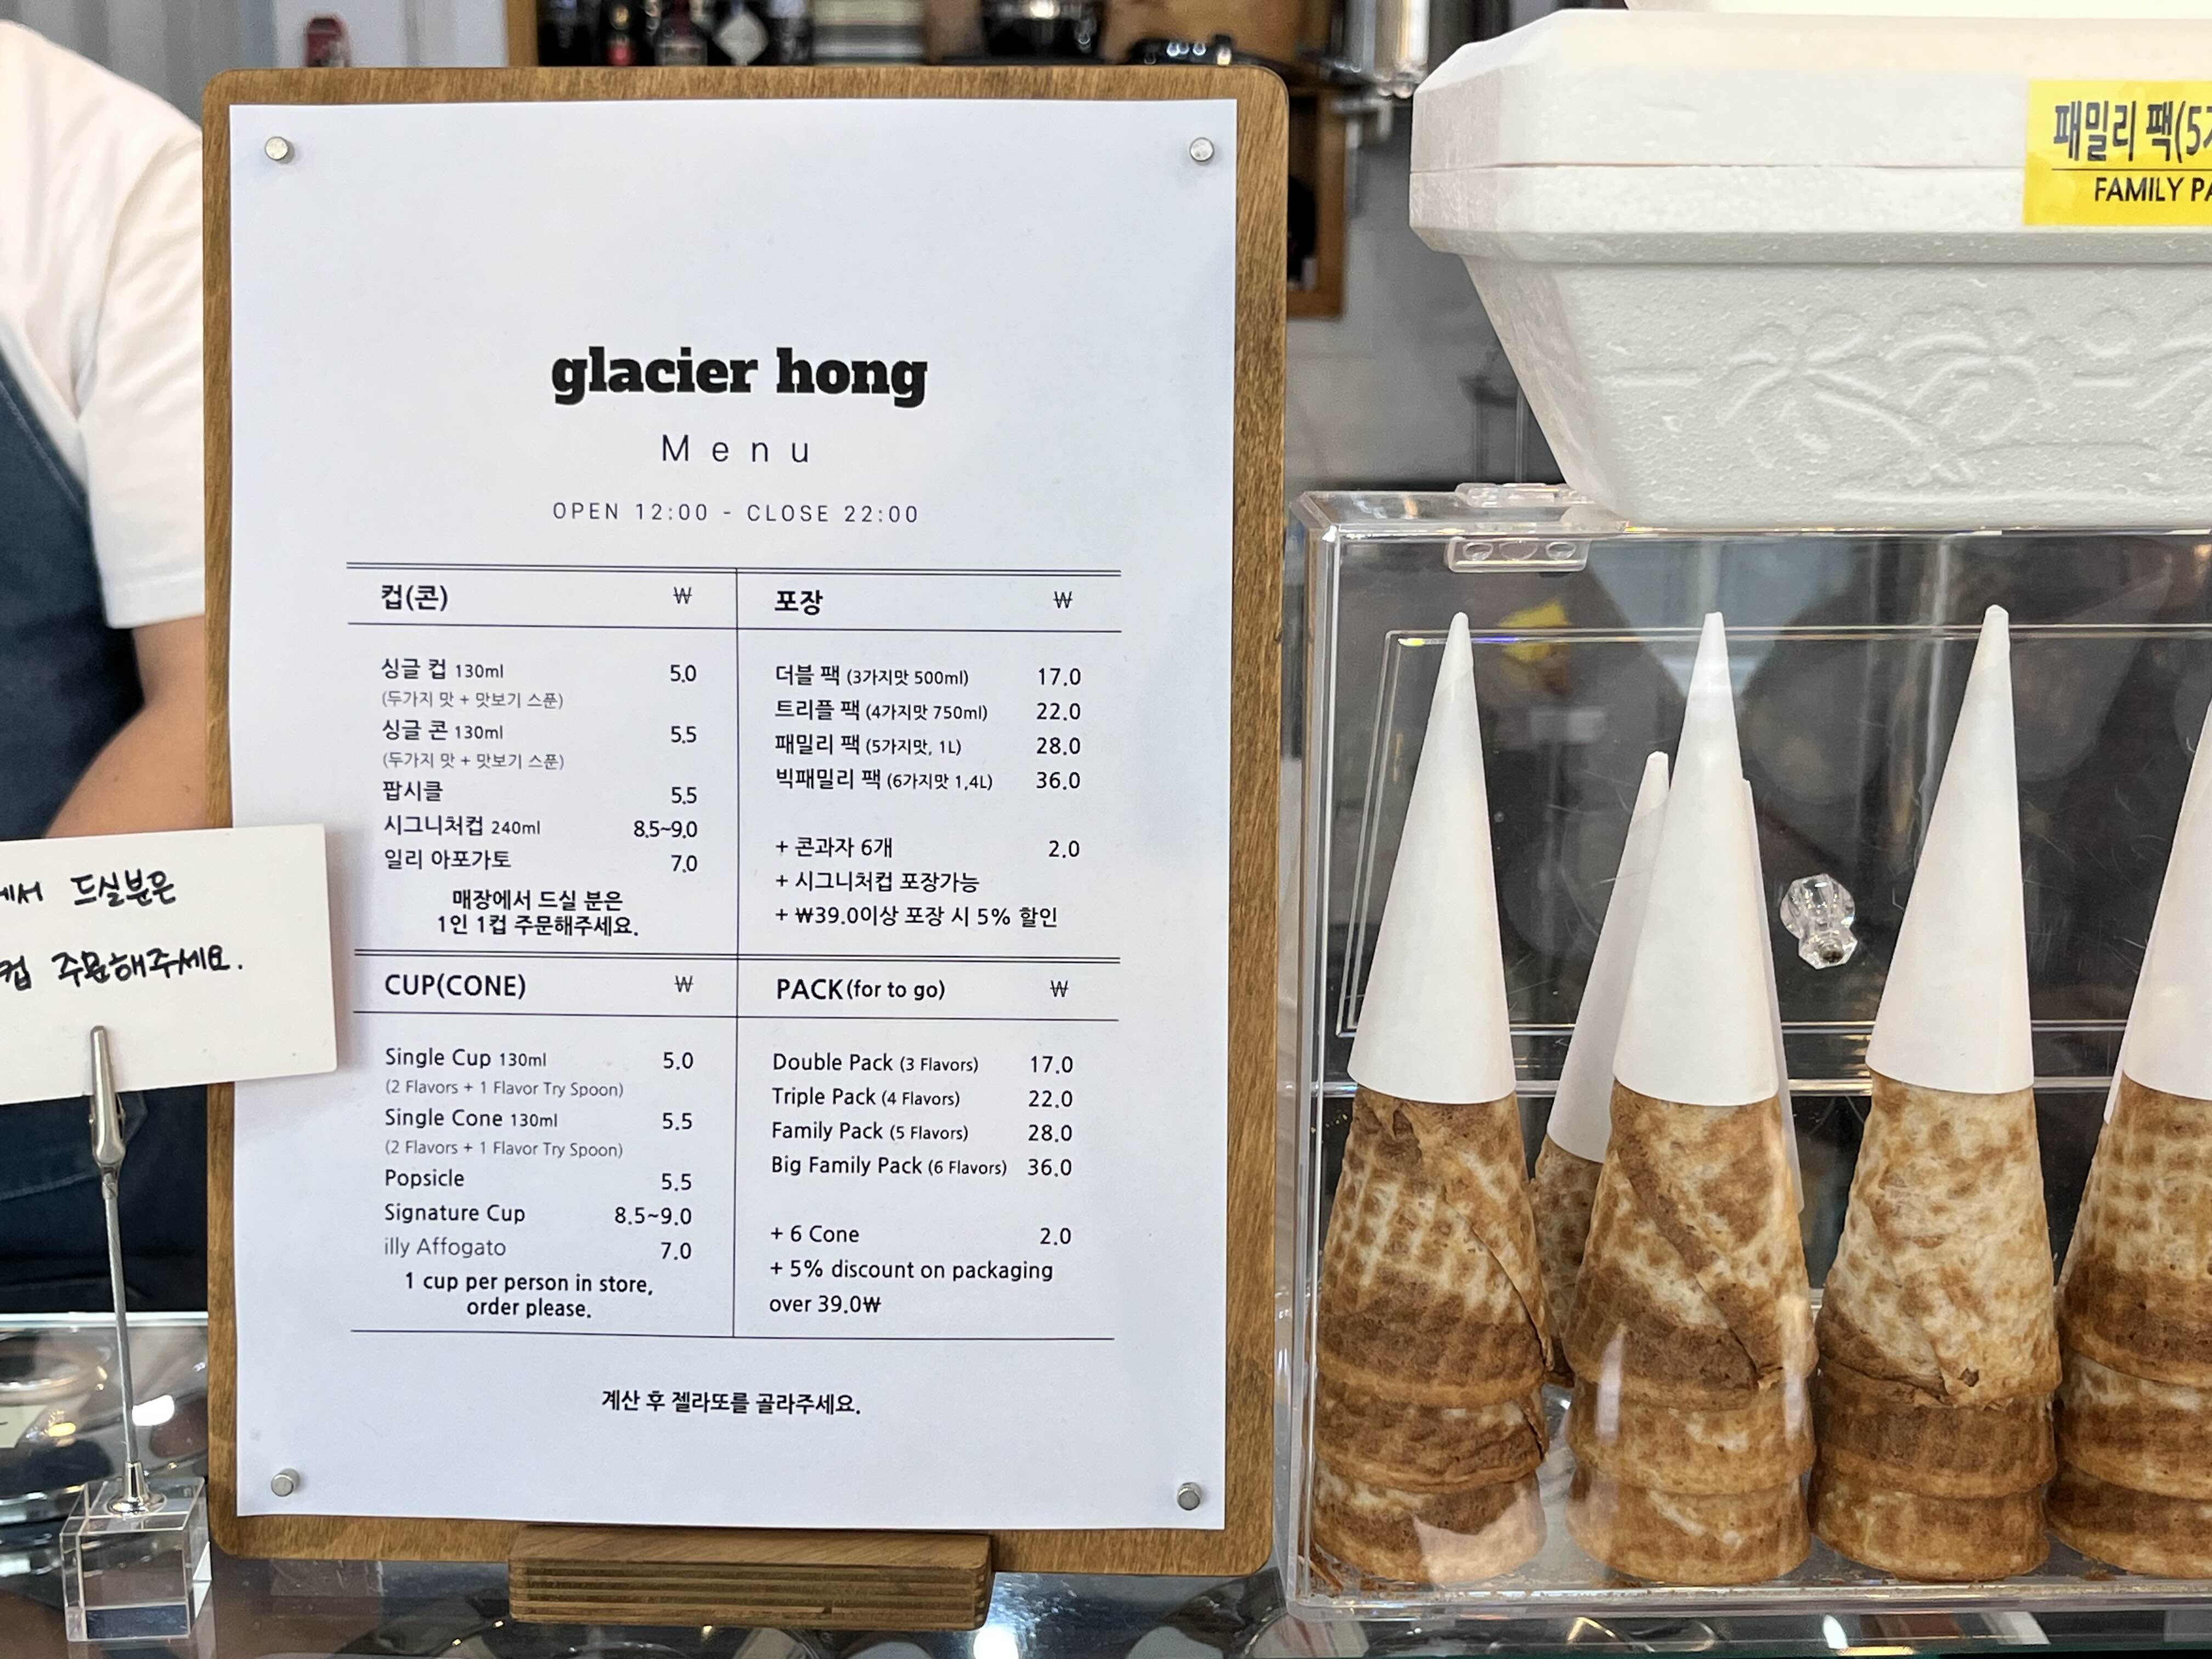 glacier hong
Menu
OPEN 12:00 - CLOSE 22:00
컵(콘) ₩
싱글 컵 130ml 5.0
(두가지 맛 + 맛보기 스푼)
싱글 콘 130ml 5.5
(두가지 맛 + 맛보기 스푼)
팝시클 5.5
시그니처컵 240ml 8.5~9.0
일리 아포가토 7.0
매장에서 드실 분은
1인 1컵 주문해주세요.
포장 ₩
더블 팩 (3가지맛 500ml) 17.0
트리플 팩 (4가지맛 750ml) 22.0
패밀리 팩 (5가지맛, 1L) 28.0
빅패밀리 팩 (6가지맛 1,4L) 36.0
+ 콘과자 6개 2.0
+ 시그니처컵 포장가능
+ ₩39.0이상 포장 시 5% 할인
CUP(CONE) ₩
Single Cup 130ml 5.0
(2 Flavors + 1 Flavor Try Spoon)
Single Cone 130ml 5.5
(2 Flavors + 1 Flavor Try Spoon)
Popsicle 5.5
Signature Cup 8.5~9.0
illy Affogato 7.0
1 cup per person in store,
order please.
PACK(for to go) ₩
Double Pack (3 Flavors) 17.0
Triple Pack (4 Flavors) 22.0
Family Pack (5 Flavors) 28.0
Big Family Pack (6 Flavors) 36.0
+ 6 Cone 2.0
+ 5% discount on packaging
over 39.0₩
계산 후 젤라또를 골라주세요.
에서 드실분은
컵 주문해주세요.
패밀리 팩(5
FAMILY PA